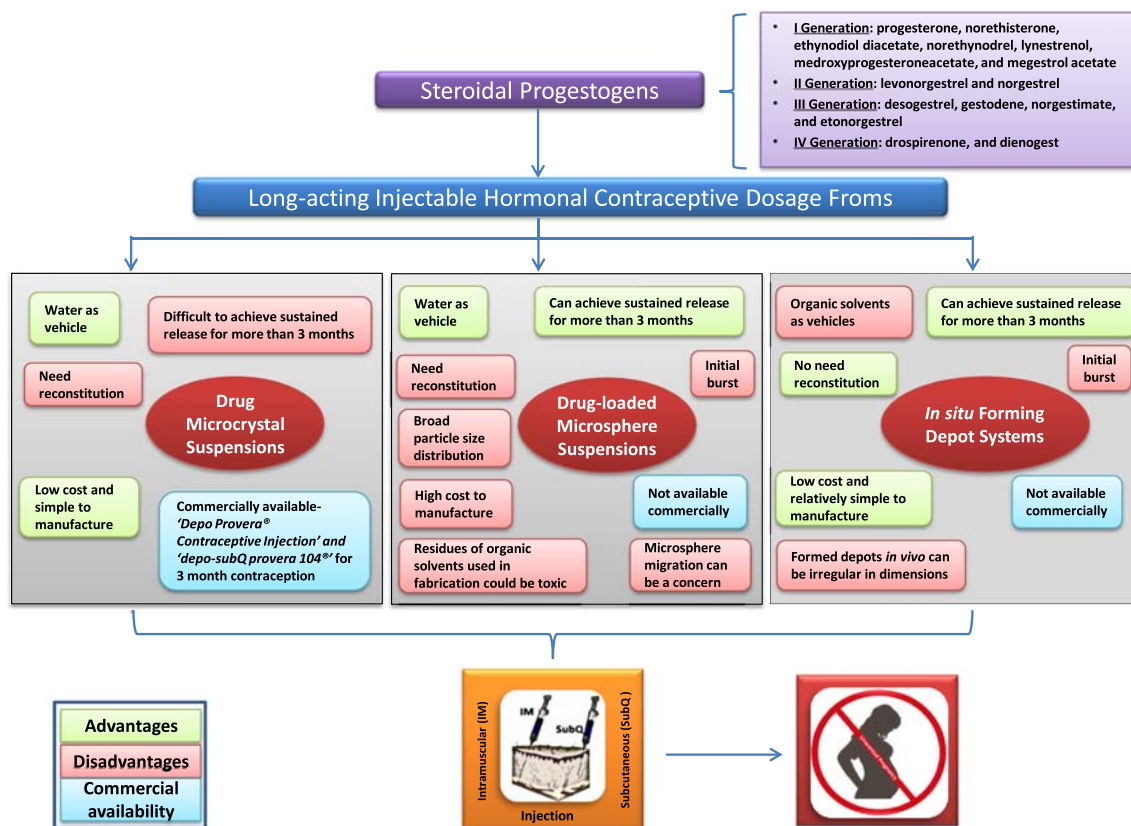 • I Generation: progesterone, norethisterone,
ethynodiol diacetate, norethynodrel, lynestrenol,
medroxyprogesteroneacetate, and megestrol acetate
• II Generation: levonorgestrel and norgestrel
• III Generation: desogestrel, gestodene, norgestimate,
and etonorgestrel
• IV Generation: drospirenone, and dienogest
Steroidal Progestogens
Long-acting Injectable Hormonal Contraceptive Dosage Froms
Water as
vehicle
Difficult to achieve sustained
release for more than 3 months
Need
reconstitution
Drug
Microcrystal
Suspensions
Low cost and
simple to
manufacture
Commercially available-
‘Depo Provera®
Contraceptive Injection’ and
‘depo-subQ provera 104®’ for
3 month contraception
Water as
vehicle
Can achieve sustained release
for more than 3 months
Need
reconstitution
Initial
burst
Drug-loaded
Microsphere
Suspensions
Broad
particle size
distribution
High cost to
manufacture
Not available
commercially
Residues of organic
solvents used in
fabrication could be toxic
Microsphere
migration can
be a concern
Organic solvents
as vehicles
Can achieve sustained release
for more than 3 months
No need
reconstitution
Initial
burst
In situ Forming
Depot Systems
Low cost and
relatively simple to
manufacture
Not available
commercially
Formed depots in vivo can
be irregular in dimensions
Advantages
Disadvantages
Commercial
availability
Intramuscular (IM)
IM
SubQ
Subcutaneous (SubQ )
Injection